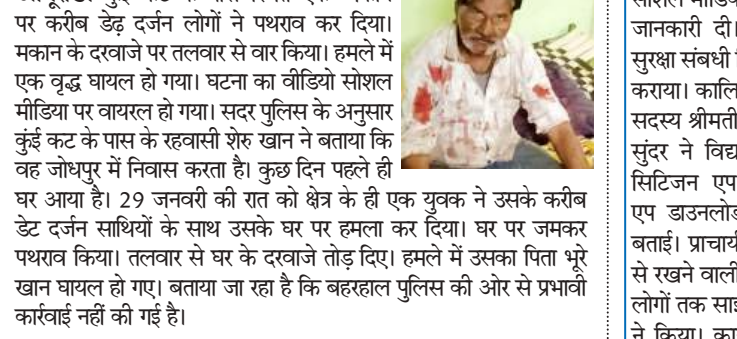 पर करीब डेढ़ दर्जन लोगों ने पथराव कर दिया।
मकान के दरवाजे पर तलवार से वार किया। हमले में
एक वृद्ध घायल हो गया। घटना का वीडियो सोशल
मीडिया पर वायरल हो गया। सदर पुलिस के अनुसार
कुंई कट के पास के रहवासी शेरु खान ने बताया कि
वह जोधपुर में निवास करता है। कुछ दिन पहले ही
घर आया है। 29 जनवरी की रात को क्षेत्र के ही एक युवक ने उसके करीब
डेट दर्जन साथियों के साथ उसके घर पर हमला कर दिया। घर पर जमकर
पथराव किया। तलवार से घर के दरवाजे तोड़ दिए। हमले में उसका पिता भूरे
खान घायल हो गए। बताया जा रहा है कि बहरहाल पुलिस की ओर से प्रभावी
कार्रवाई नहीं की गई है।
जानकारी दी।
सुरक्षा संबधी
कराया।
सदस्य श्रीमती
सुंदर ने
सिटिजन एप
एप
बताई।
से रखने
लोगों तक
ने किया।